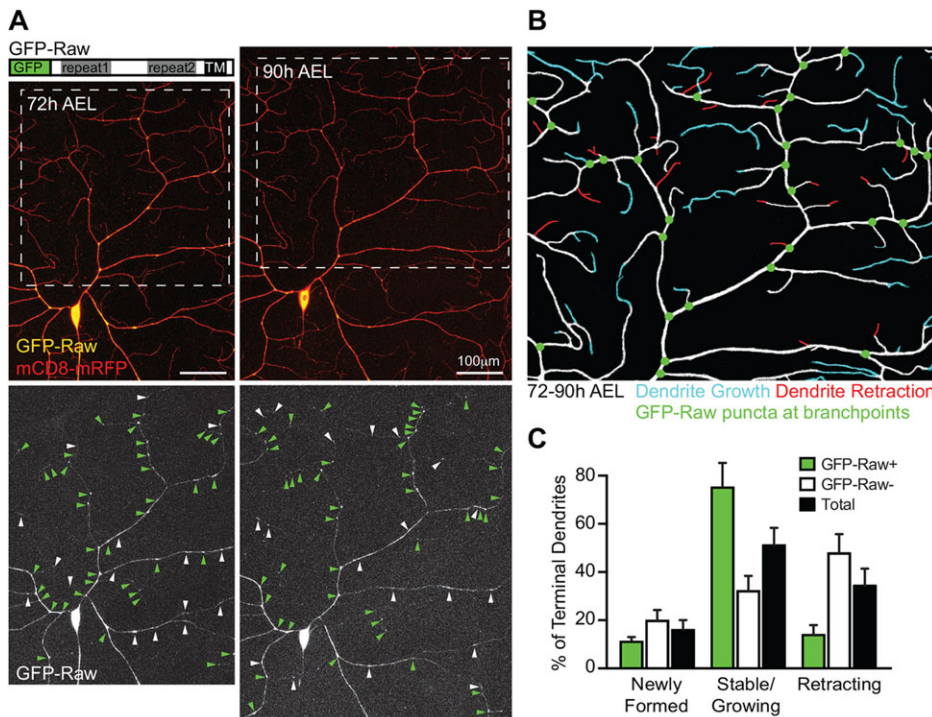 A
GFP-Raw
GFP repeat1 repeat2 TM
72h AEL
90h AEL
GFP-Raw
mCD8-mRFP
100μm
GFP-Raw
B
72-90h AEL Dendrite Growth Dendrite Retraction
GFP-Raw puncta at branchpoints
C
GFP-Raw+
GFP-Raw-
Total
% of Terminal Dendrites
80
60
40
20
0
Newly Formed
Stable/ Growing
Retracting